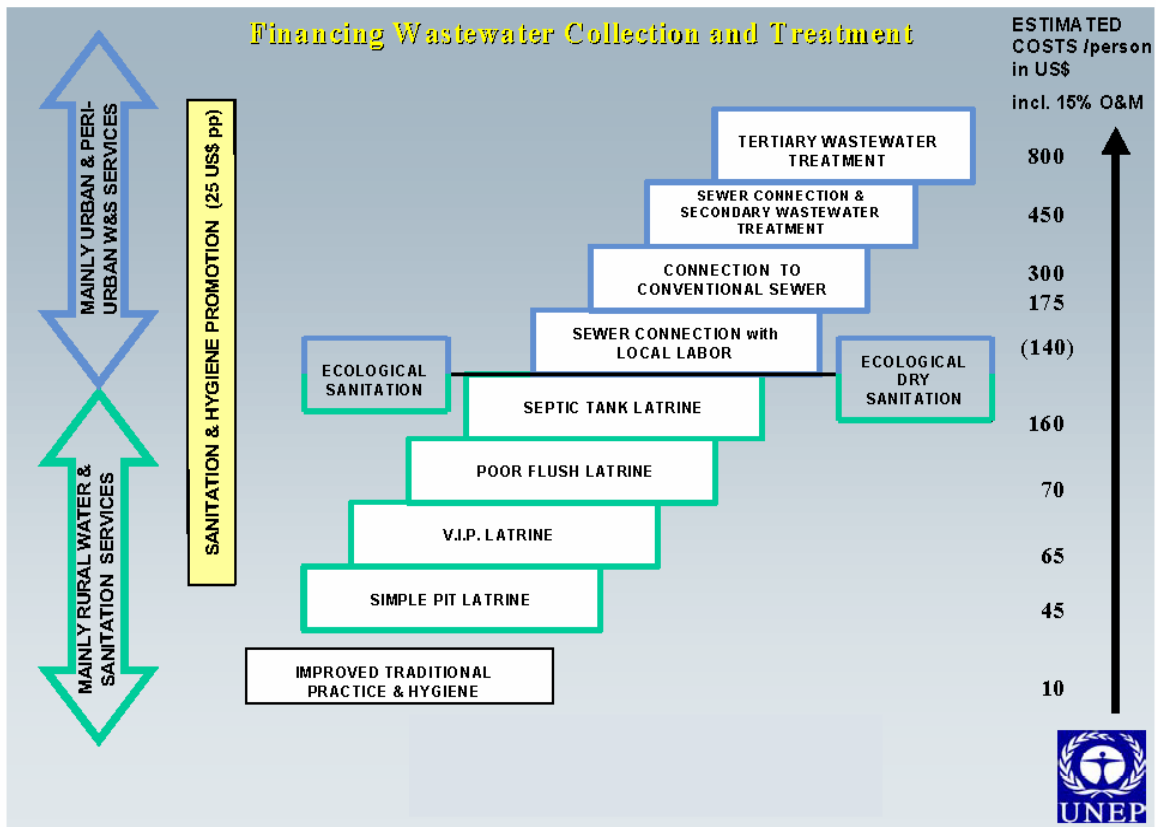 Financing Wastewater Collection and Treatment
ESTIMATED
COSTS /person
in US$
incl. 15% O&M
MAINLY URBAN & PERI-
URBAN W&S SERVICES
MAINLY RURAL WATER &
SANITATION SERVICES
SANITATION & HYGIENE PROMOTION (25 US$ pp)
TERTIARY WASTEWATER
TREATMENT
800
SEWER CONNECTION &
SECONDARY WASTEWATER
TREATMENT
450
CONNECTION TO
CONVENTIONAL SEWER
300
175
SEWER CONNECTION with
LOCAL LABOR
(140)
ECOLOGICAL
SANITATION
ECOLOGICAL
DRY
SANITATION
SEPTIC TANK LATRINE
160
POOR FLUSH LATRINE
70
V.I.P. LATRINE
65
SIMPLE PIT LATRINE
45
IMPROVED TRADITIONAL
PRACTICE & HYGIENE
10
UNEP